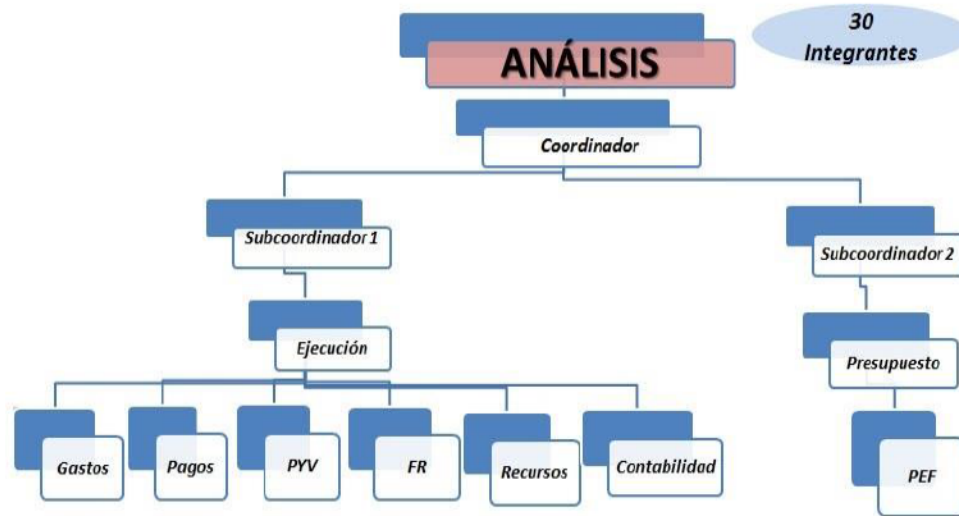 30
Integrantes
ANÁLISIS
Coordinador
Subcoordinador 1
Subcoordinador 2
Ejecución
Presupuesto
Gastos
Pagos
PYV
FR
Recursos
Contabilidad
PEF